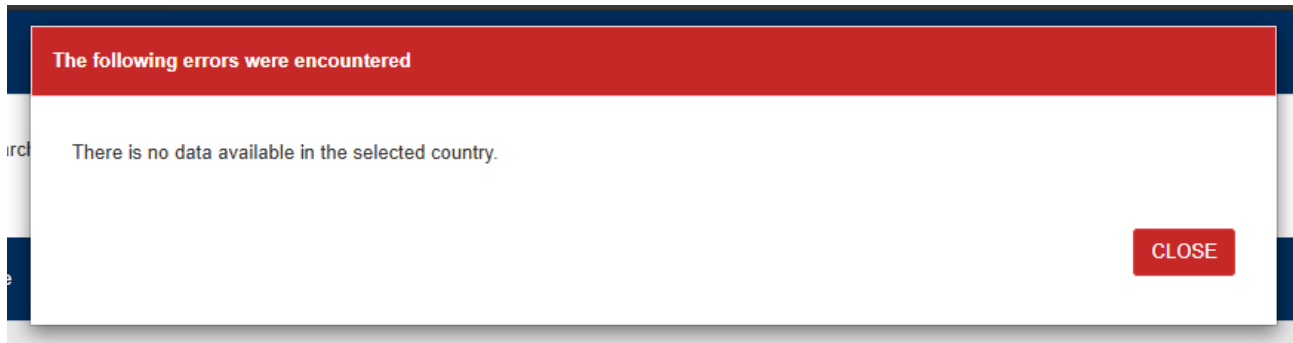 The following errors were encountered
There is no data available in the selected country.
CLOSE